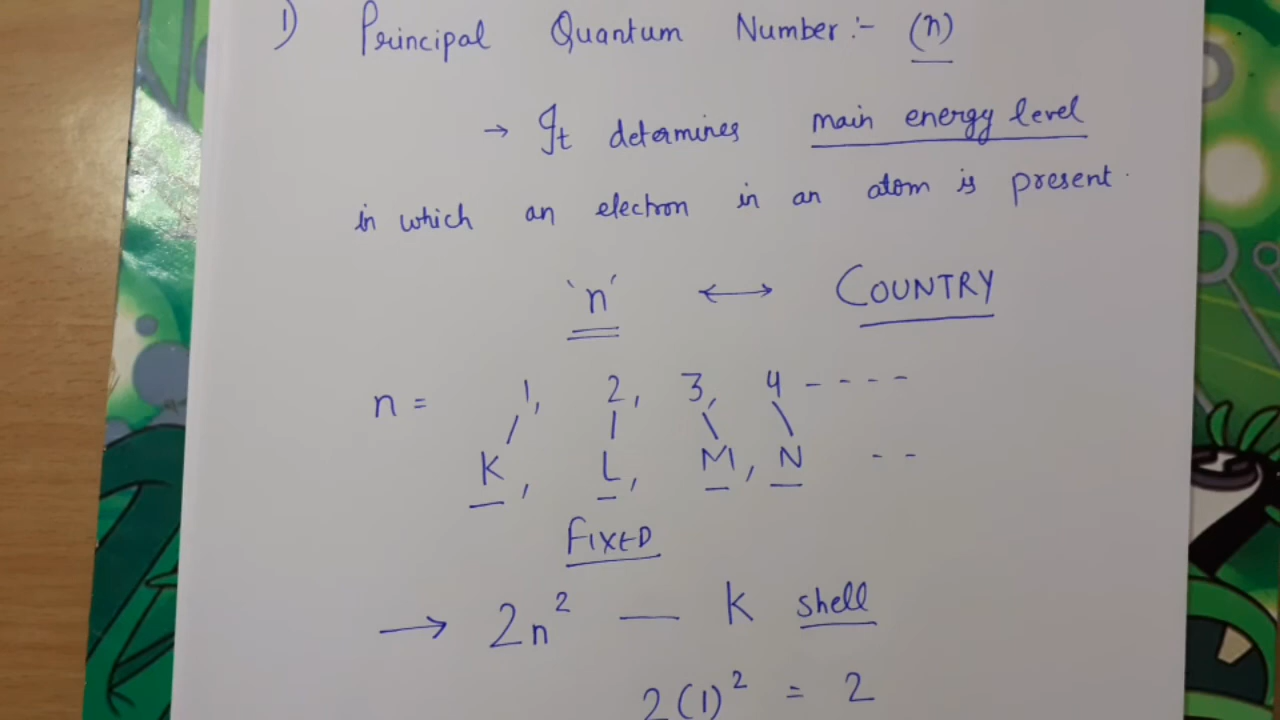 1) Principal Quantum Number:- (n)
→ It determines main energy level
in which an electron in an atom is present.
'n' ↔ COUNTRY
n = 1, 2, 3, 4 - - - -
K, L, M, N - -
FIXED
→ 2n² — K shell
2(1)² = 2